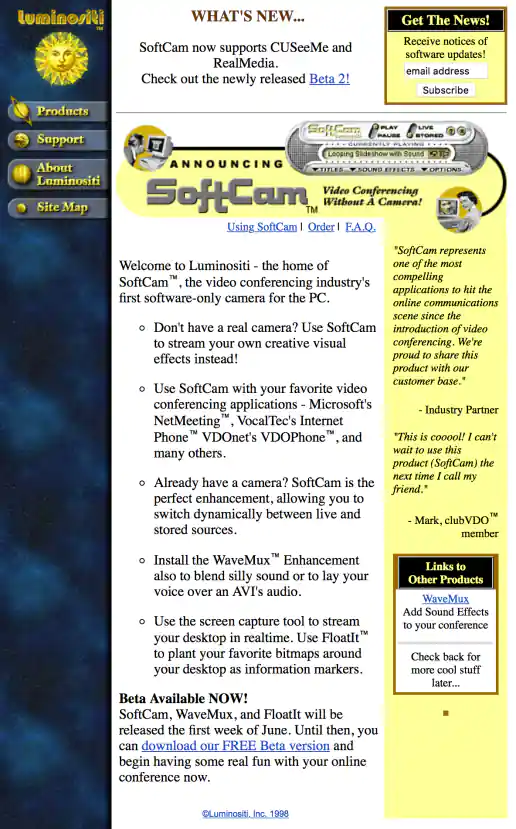 Luminositi
TM
Products
Support
About
Luminositi
Site Map
WHAT'S NEW...
SoftCam now supports CUSeeMe and
RealMedia.
Check out the newly released Beta 2!
Get The News!
Receive notices of
software updates!
email address
Subscribe
ANNOUNCING
SoftCam
TM
Video Conferencing
Without A Camera!
SoftCam
PLAY
PAUSE
LIVE
STORED
CURRENTLY PLAYING
Looping Slideshow with Sound
TITLES... SOUND EFFECTS OPTIONS
Using SoftCam | Order | F.A.Q.
Welcome to Luminositi - the home of
SoftCam™, the video conferencing industry's
first software-only camera for the PC.
Don't have a real camera? Use SoftCam
to stream your own creative visual
effects instead!
Use SoftCam with your favorite video
conferencing applications - Microsoft's
NetMeeting™, VocalTec's Internet
Phone™ VDOnet's VDOPhone™, and
many others.
Already have a camera? SoftCam is the
perfect enhancement, allowing you to
switch dynamically between live and
stored sources.
Install the WaveMux™ Enhancement
also to blend silly sound or to lay your
voice over an AVI's audio.
Use the screen capture tool to stream
your desktop in realtime. Use FloatIt™
to plant your favorite bitmaps around
your desktop as information markers.
Beta Available NOW!
SoftCam, WaveMux, and FloatIt will be
released the first week of June. Until then, you
can download our FREE Beta version and
begin having some real fun with your online
conference now.
"SoftCam represents
one of the most
compelling
applications to hit the
online communications
scene since the
introduction of video
conferencing. We're
proud to share this
product with our
customer base."
- Industry Partner
"This is cooool! I can't
wait to use this
product (SoftCam) the
next time I call my
friend."
- Mark, clubVDO™
member
Links to
Other Products
WaveMux
Add Sound Effects
to your conference
Check back for
more cool stuff
later...
©Luminositi, Inc. 1998